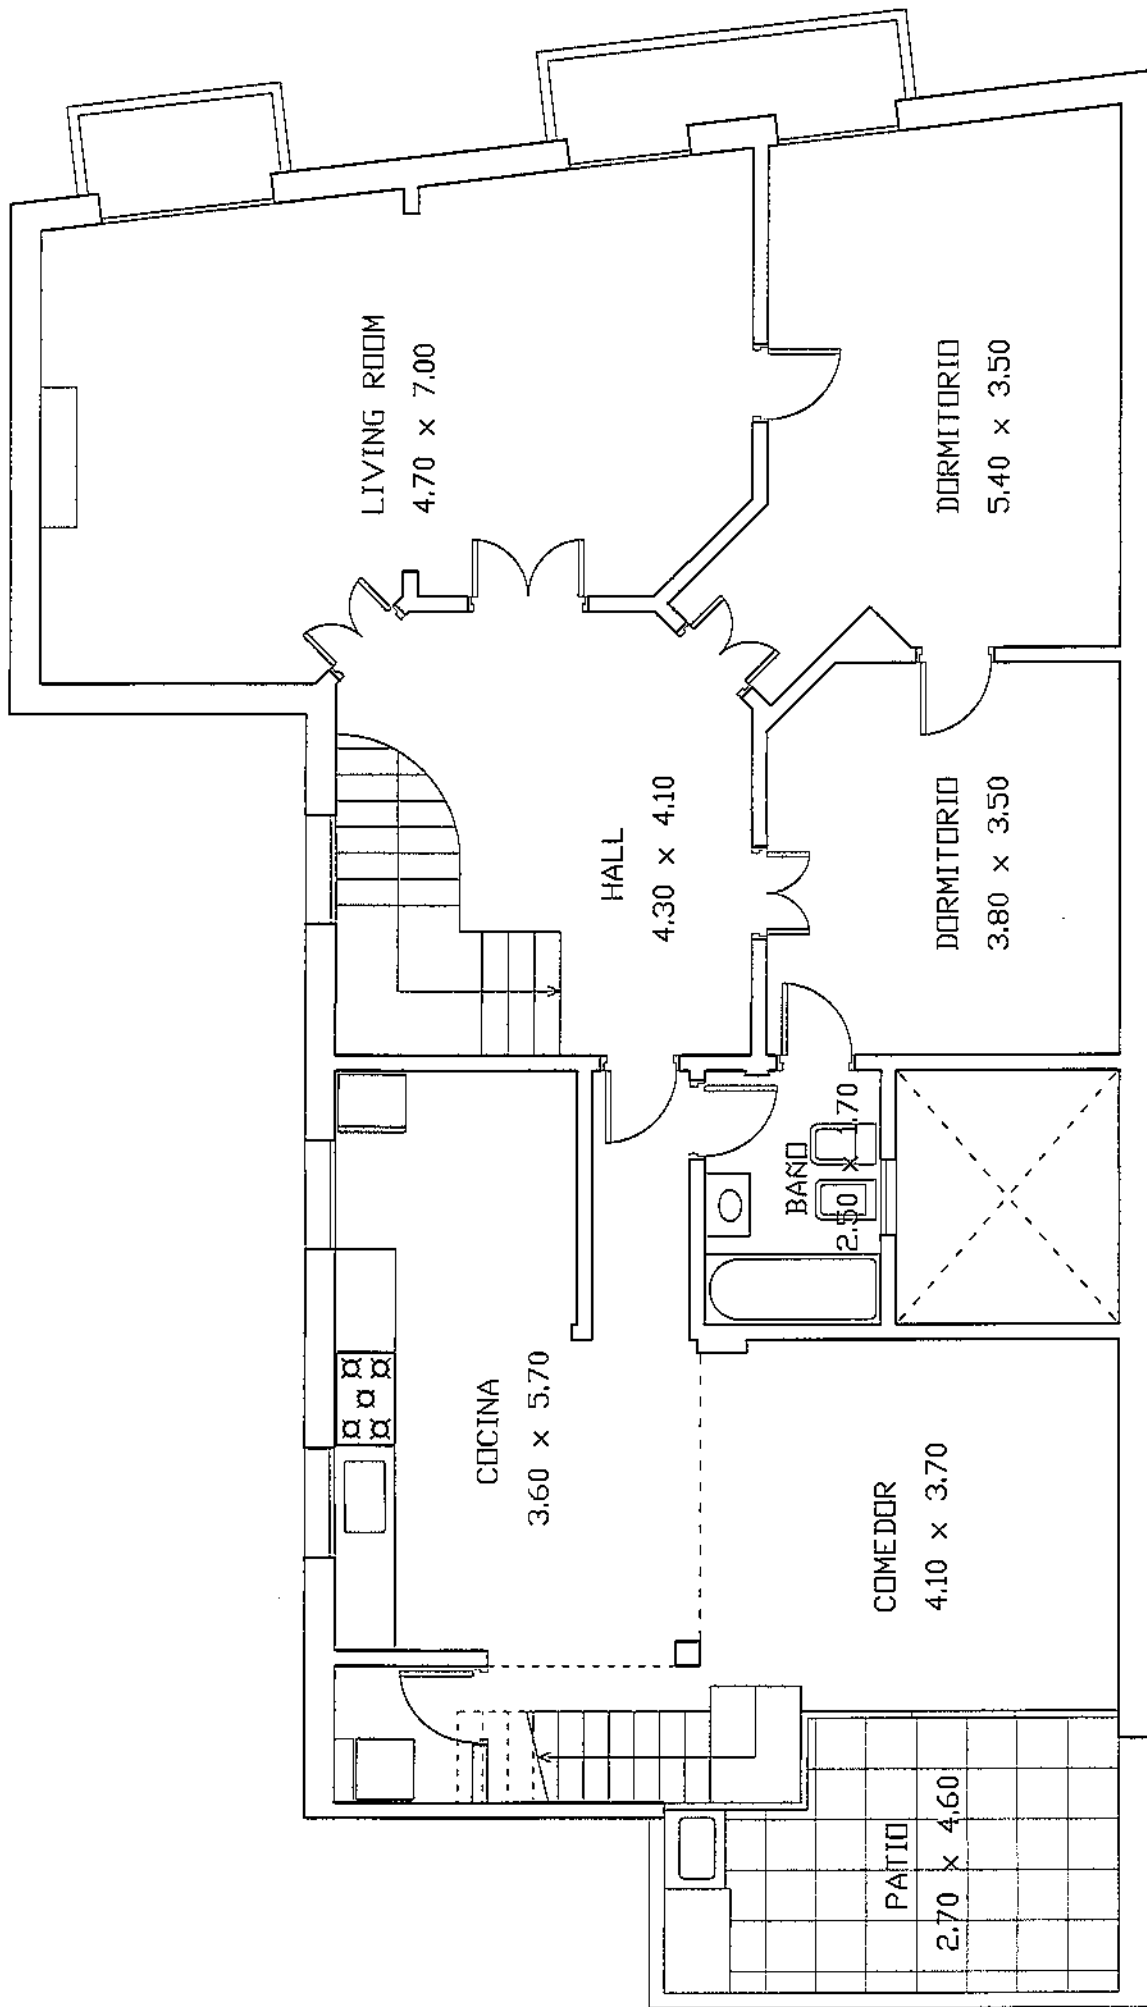 LIVING ROOM
4.70 x 7.00
DORMITORIO
5.40 x 3.50
HALL
4.30 x 4.10
DORMITORIO
3.80 x 3.50
BAÑO
2.50 x 1.70
COCINA
3.60 x 5.70
COMEDOR
4.10 x 3.70
PATIO
2.70 x 4.60